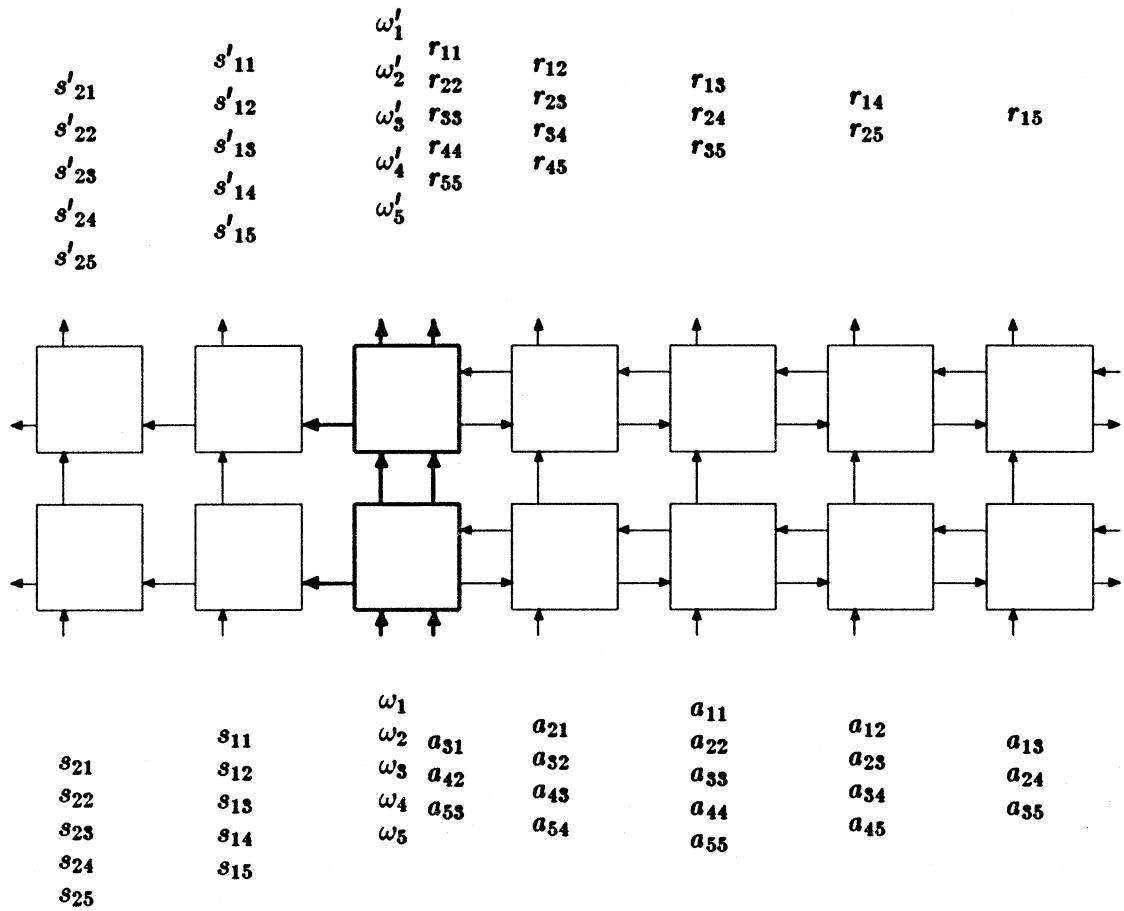 s′21
s′22
s′23
s′24
s′25
s′11
s′12
s′13
s′14
s′15
ω′1
ω′2
ω′3
ω′4
ω′5
r11
r22
r33
r44
r55
r12
r23
r34
r45
r13
r24
r35
r14
r25
r15
s21
s22
s23
s24
s25
s11
s12
s13
s14
s15
ω1
ω2
ω3
ω4
ω5
a31
a42
a53
a21
a32
a43
a54
a11
a22
a33
a44
a55
a12
a23
a34
a45
a13
a24
a35